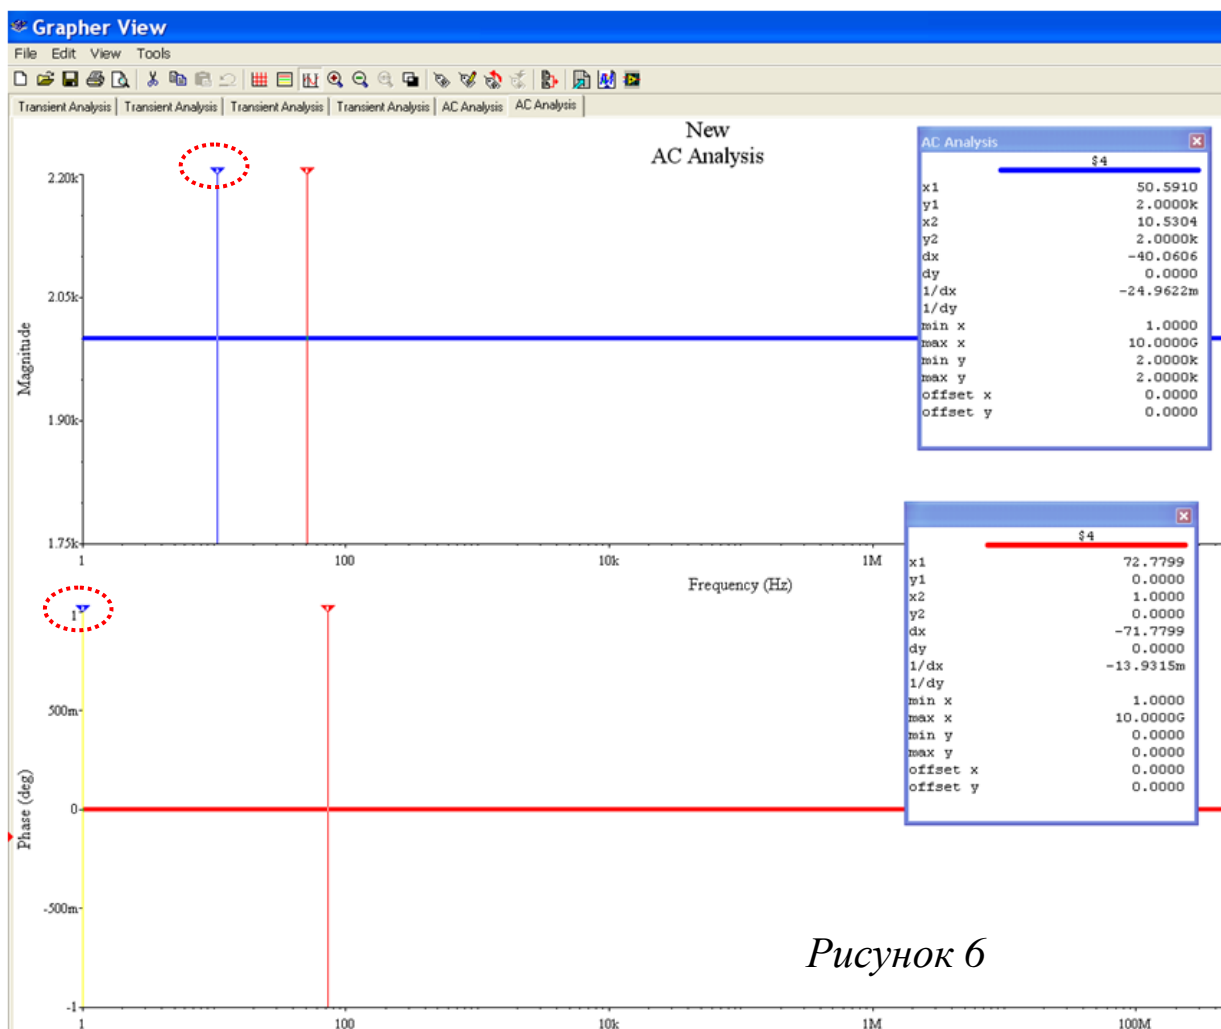 Grapher View
File Edit View Tools
Transient Analysis Transient Analysis Transient Analysis Transient Analysis AC Analysis AC Analysis
New
AC Analysis
2.20k
2.05k
1.90k
1.75k
Magnitude
1 100 10k 1M
Frequency (Hz)
AC Analysis
$4
x1 50.5910
y1 2.0000k
x2 10.5304
y2 2.0000k
dx -40.0606
dy 0.0000
1/dx -24.9622m
1/dy
min x 1.0000
max x 10.0000G
min y 2.0000k
max y 2.0000k
offset x 0.0000
offset y 0.0000
1
500m
0
-500m
-1
Phase (deg)
1 100 10k 1M 100M
$4
x1 72.7799
y1 0.0000
x2 1.0000
y2 0.0000
dx -71.7799
dy 0.0000
1/dx -13.9315m
1/dy
min x 1.0000
max x 10.0000G
min y 0.0000
max y 0.0000
offset x 0.0000
offset y 0.0000
Рисунок 6